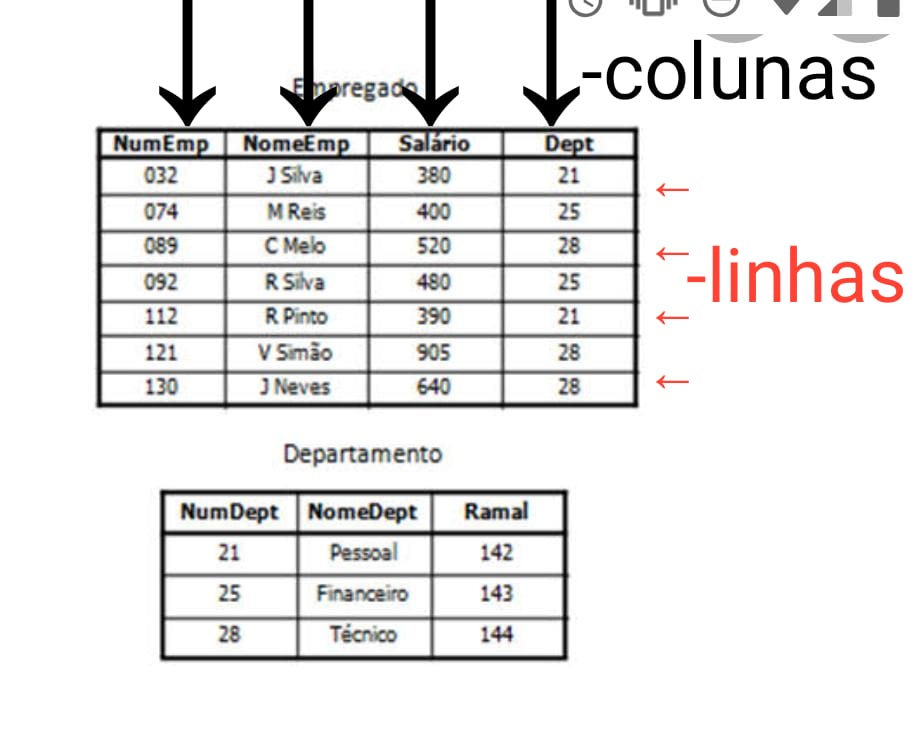 -colunas
Empregado
NumEmp NomeEmp Salário Dept
032 J Silva 380 21
074 M Reis 400 25
089 C Melo 520 28
092 R Silva 480 25
112 R Pinto 390 21
121 V Simão 905 28
130 J Neves 640 28
-linhas
Departamento
NumDept NomeDept Ramal
21 Pessoal 142
25 Financeiro 143
28 Técnico 144